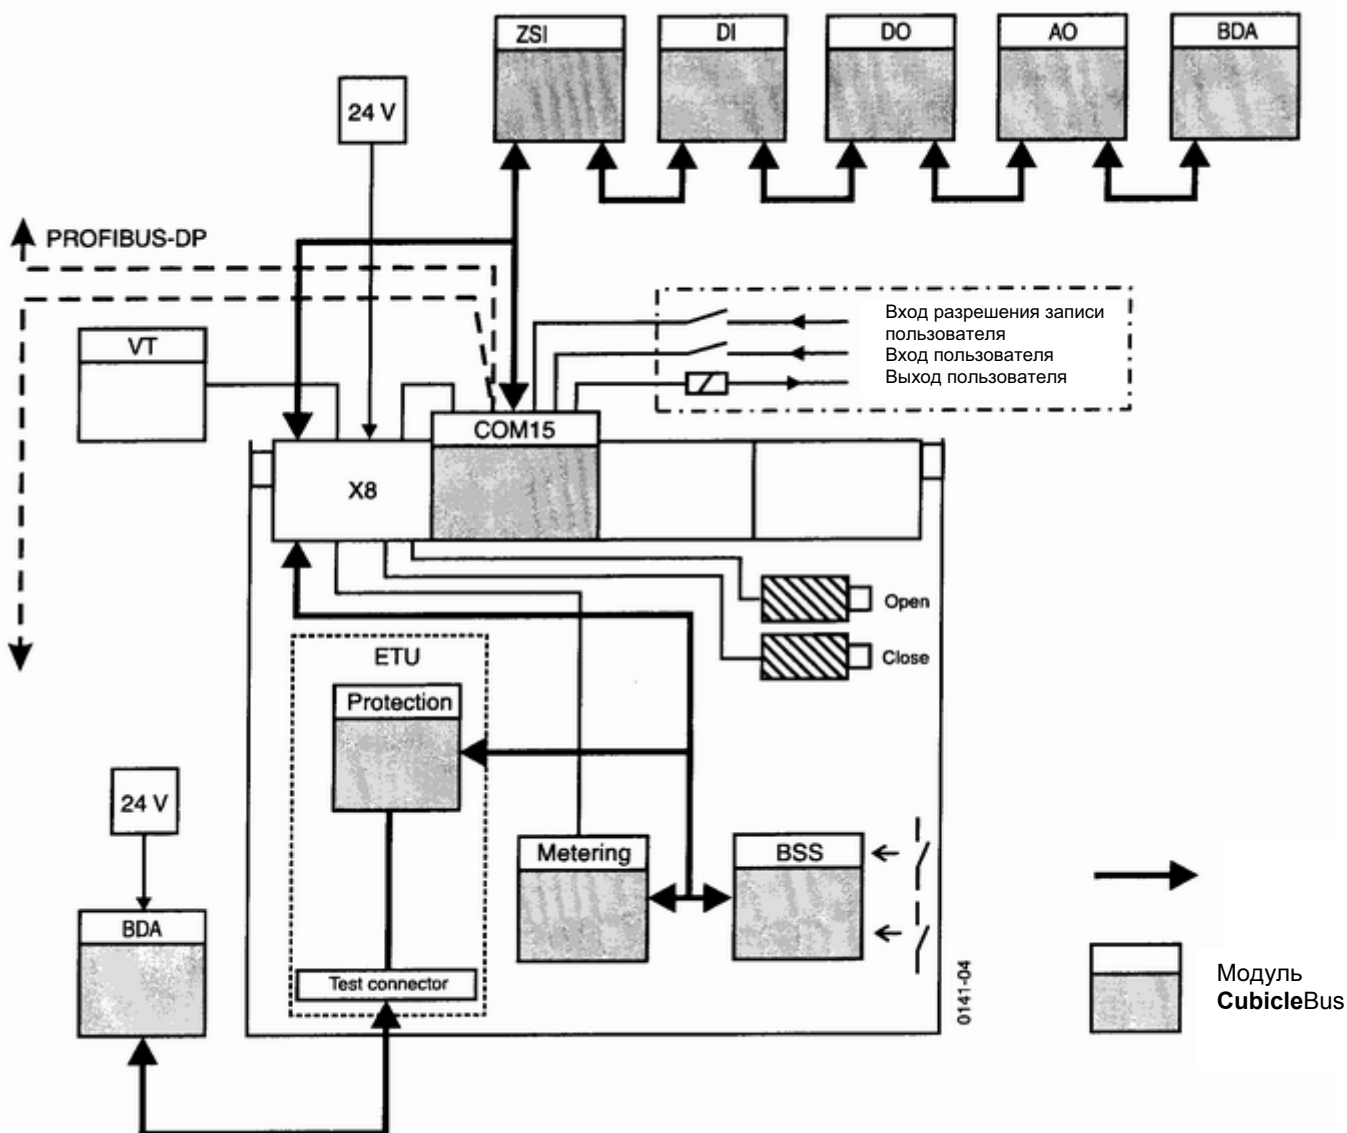 ZSI
DI
DO
AO
BDA
24 V
PROFIBUS-DP
Вход разрешения записи
пользователя
Вход пользователя
Выход пользователя
VT
COM15
X8
Open
Close
ETU
Protection
24 V
Metering
BSS
BDA
Test connector
0141-04
Модуль
CubicleBus